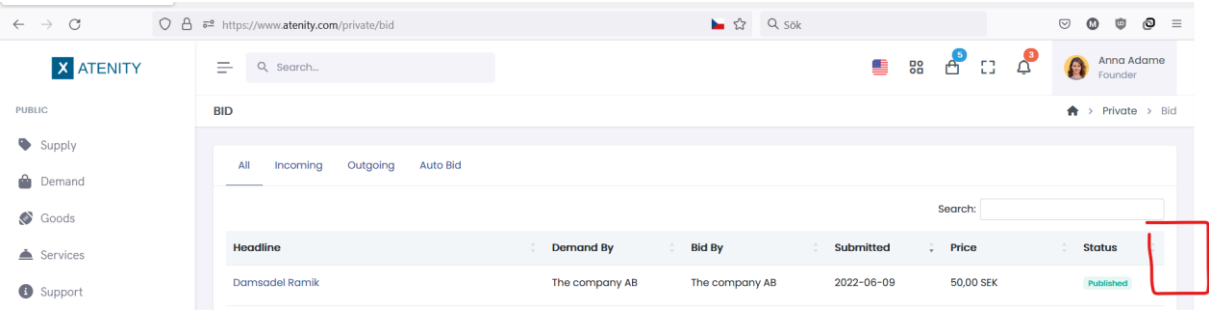 https://www.atenity.com/private/bid
Sök
M
X ATENITY
Search...
5
3
Anna Adame
Founder
PUBLIC
BID
Private > Bid
Supply
All Incoming Outgoing Auto Bid
Demand
Goods
Search:
Services
Headline Demand By Bid By Submitted Price Status
Support
Damsadel Ramik The company AB The company AB 2022-06-09 50,00 SEK Published